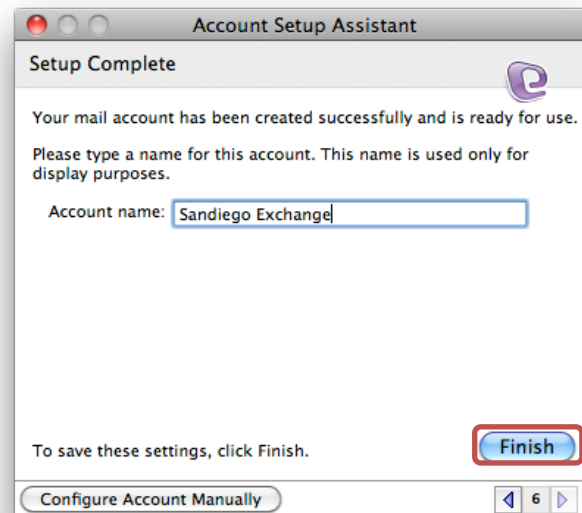 Account Setup Assistant
Setup Complete
Your mail account has been created successfully and is ready for use.
Please type a name for this account. This name is used only for
display purposes.
Account name: Sandiego Exchange
To save these settings, click Finish.
Finish
Configure Account Manually
6